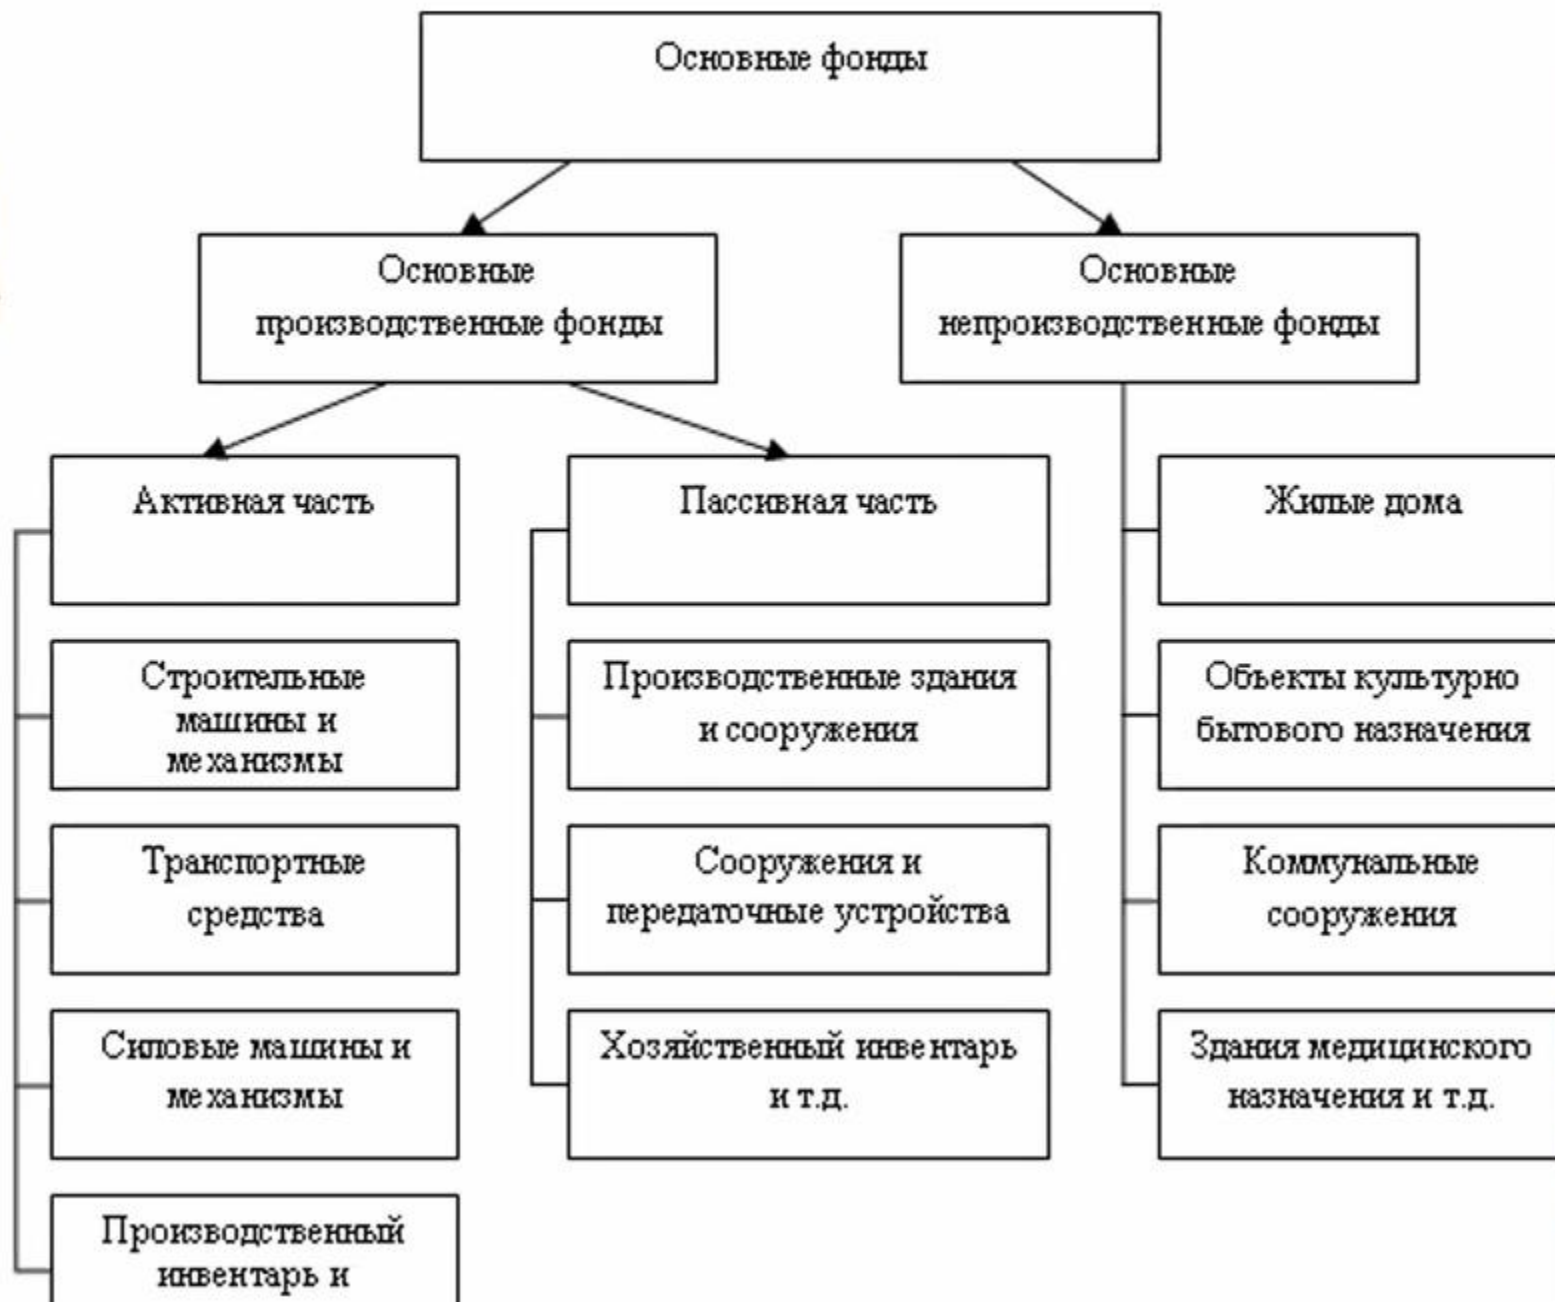 Основные фонды
Основные
производственные фонды
Основные
непроизводственные фонды
Активная часть
Строительные
машины и
механизмы
Транспортные
средства
Силовые машины и
механизмы
Производственный
инвентарь и
Пассивная часть
Производственные здания
и сооружения
Сооружения и
передаточные устройства
Хозяйственный инвентарь
и т.д.
Жилые дома
Объекты культурно
бытового назначения
Коммунальные
сооружения
Здания медицинского
назначения и т.д.